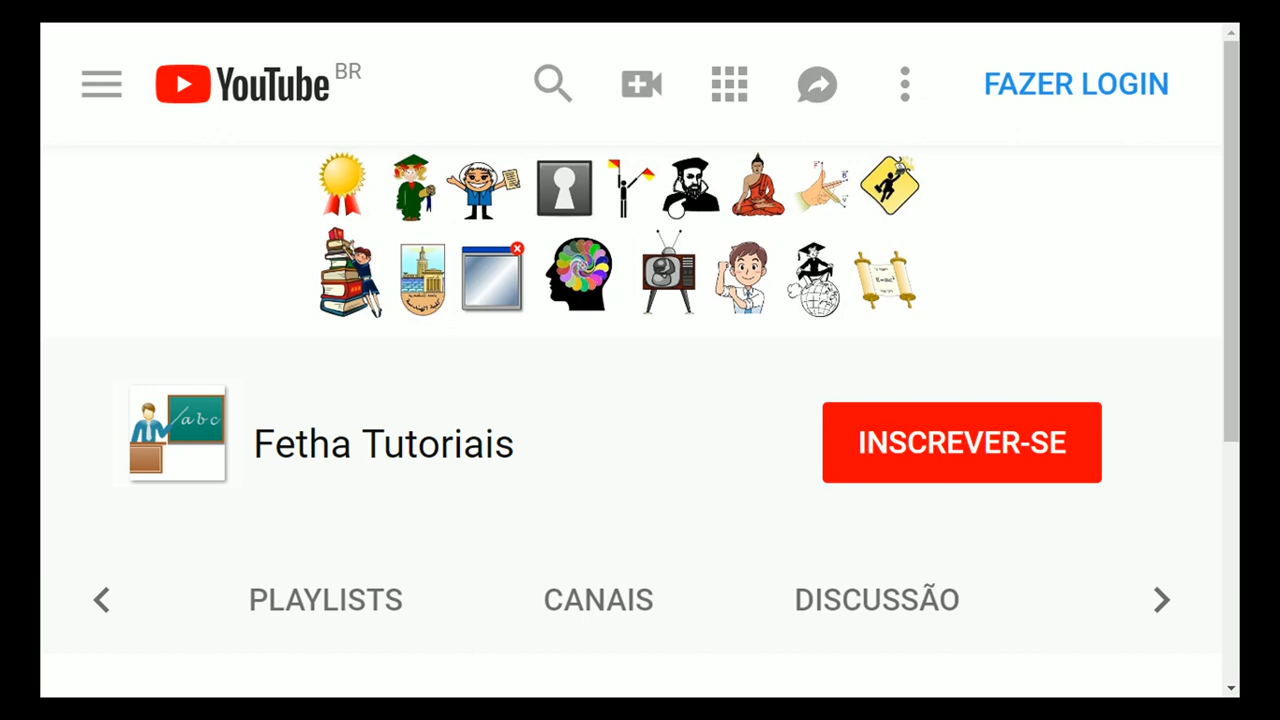 YouTube BR
FAZER LOGIN
abc
Fetha Tutoriais
INSCREVER-SE
PLAYLISTS
CANAIS
DISCUSSÃO